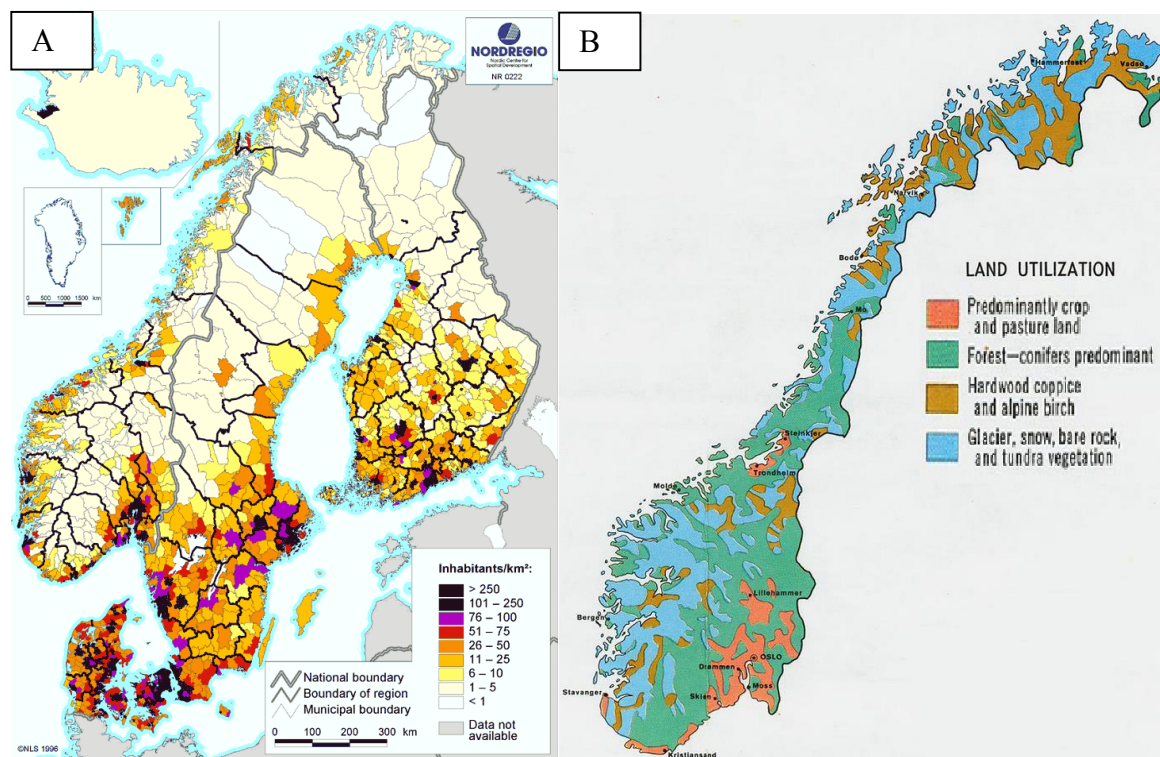 A
NORDREGIO
Nordic Centre for
Spatial Development
NR 0222
0 500 1000 1500
km
Inhabitants/km²:
> 250
101 – 250
76 – 100
51 – 75
26 – 50
11 – 25
6 – 10
1 – 5
< 1
Data not
available
National boundary
Boundary of region
Municipal boundary
0 100 200 300 km
©NLS 1996
B
Hammerfest
Vadsø
Narvik
Bodø
Mo
Steinkjer
Trondheim
Molde
Lillehammer
Bergen
OSLO
Drammen
Moss
Stavanger
Skien
Kristiansand
LAND UTILIZATION
Predominantly crop
and pasture land
Forest—conifers predominant
Hardwood coppice
and alpine birch
Glacier, snow, bare rock,
and tundra vegetation